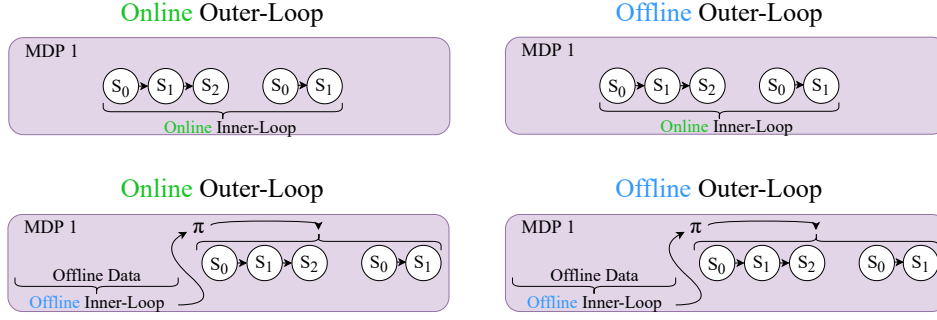 Online Outer-Loop
MDP 1
S0 S1 S2 S0 S1
Online Inner-Loop
Offline Outer-Loop
MDP 1
S0 S1 S2 S0 S1
Online Inner-Loop
Online Outer-Loop
MDP 1
π
S0 S1 S2 S0 S1
Offline Data
Offline Inner-Loop
Offline Outer-Loop
MDP 1
π
S0 S1 S2 S0 S1
Offline Data
Offline Inner-Loop